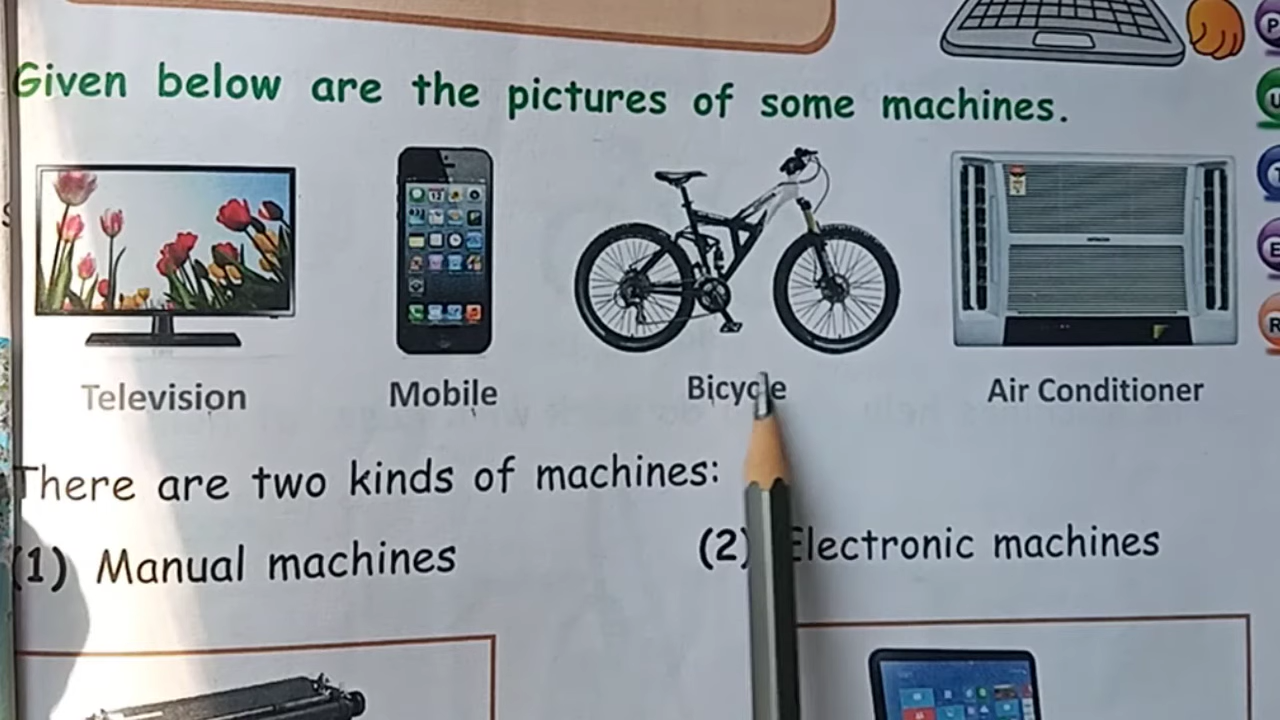 Given below are the pictures of some machines.
Television
Mobile
Bicycle
Air Conditioner
There are two kinds of machines:
(1) Manual machines
(2) Electronic machines
P
U
T
E
R